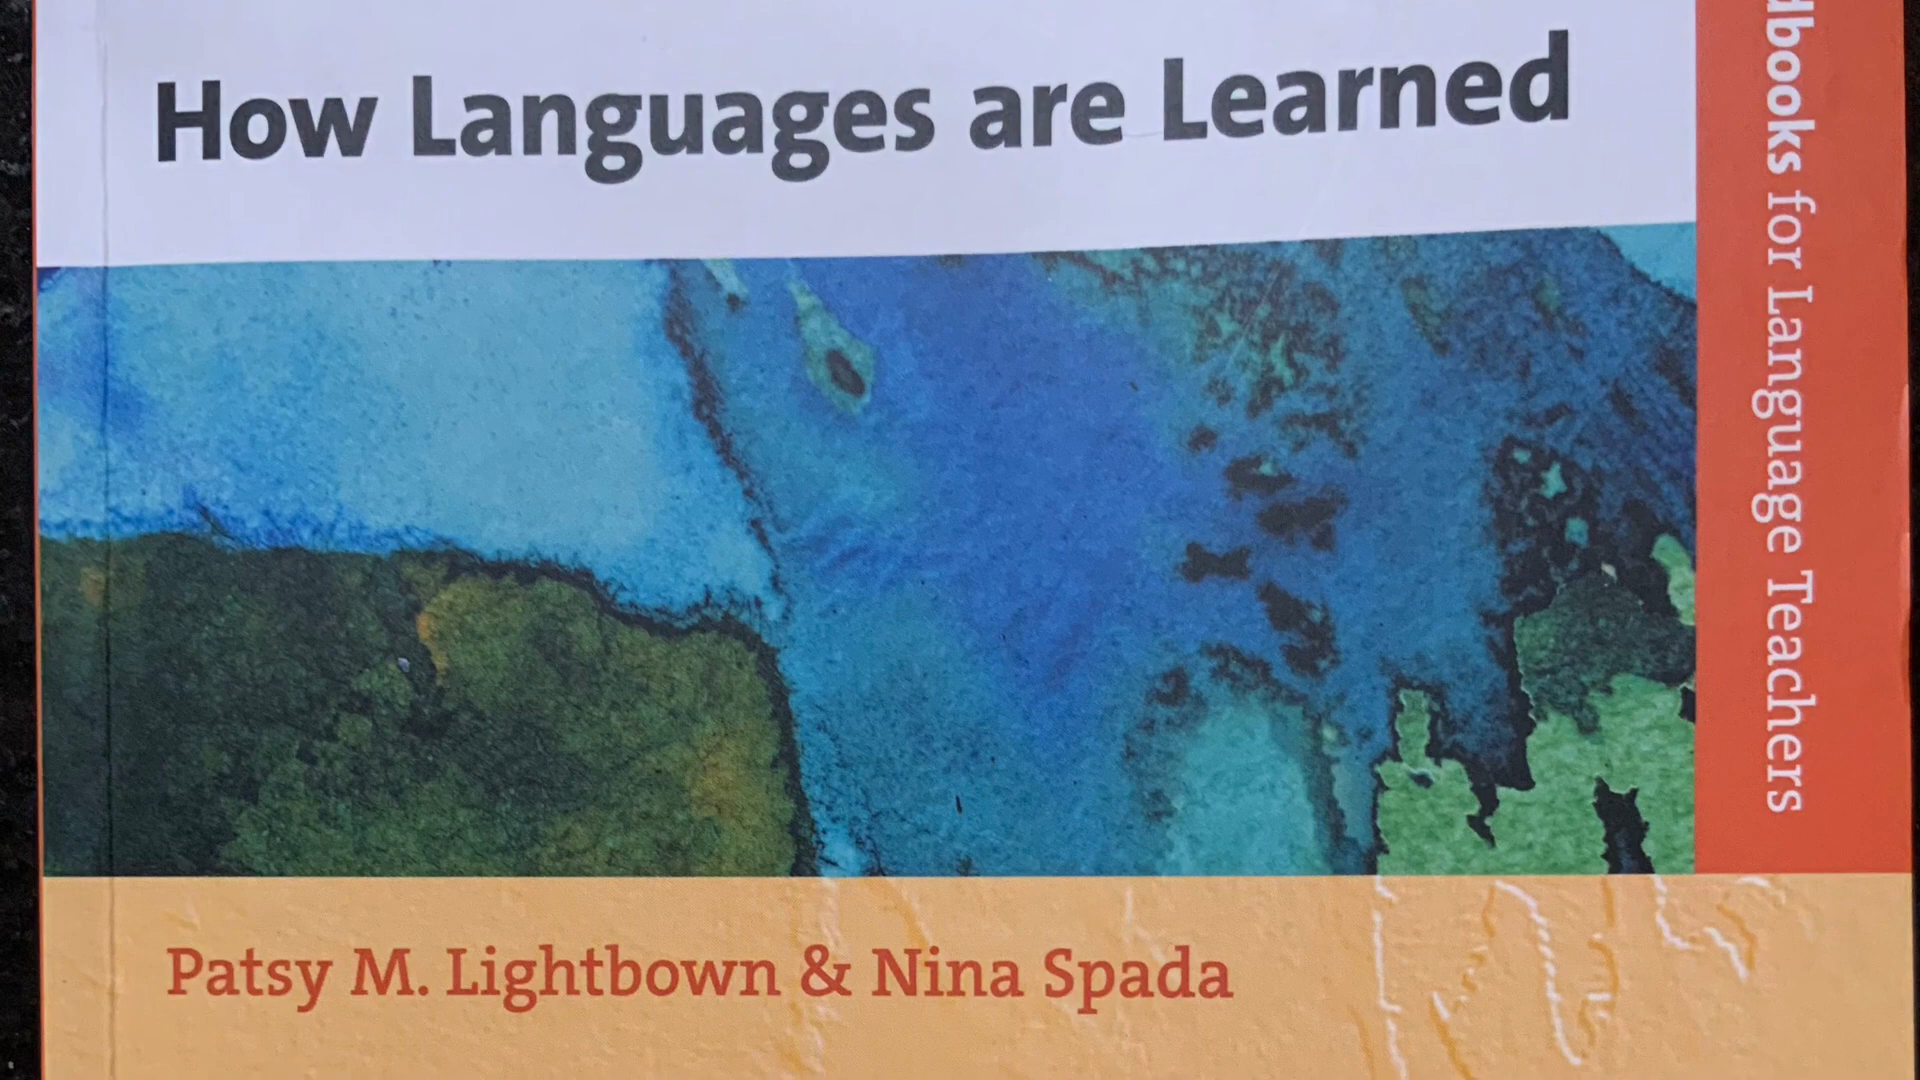 How Languages are Learned
dbooks for Language Teachers
Patsy M. Lightbown & Nina Spada